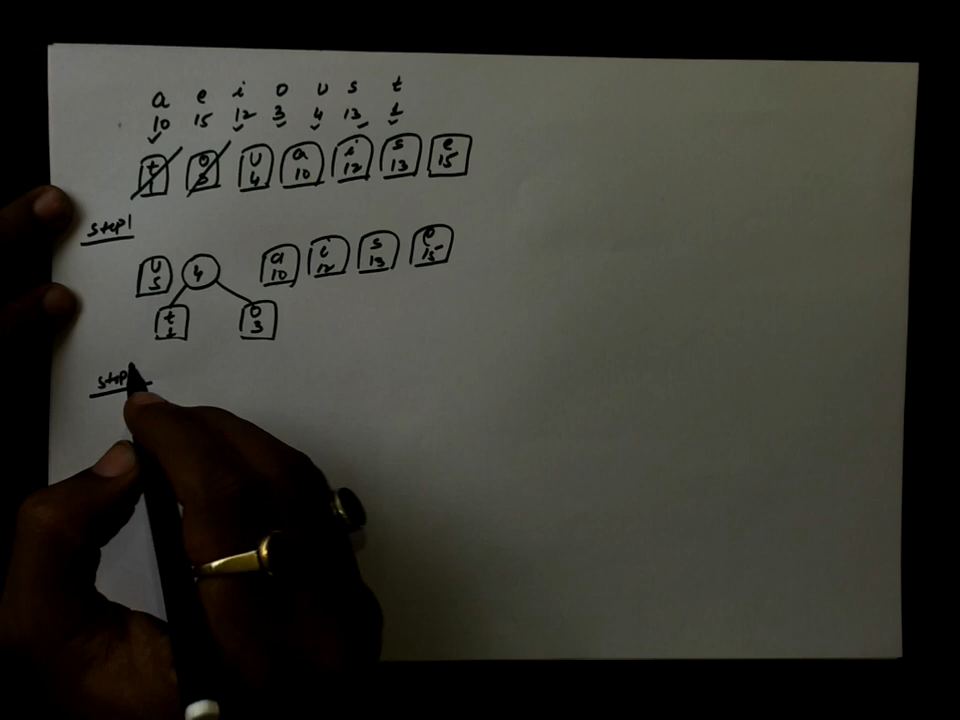 a e i o u s t
10 15 12 3 4 13 1
t o u a i s e
1 3 4 10 12 13 15
step1
u 4 a i s e
5 10 12 13 15
t o
1 3
step